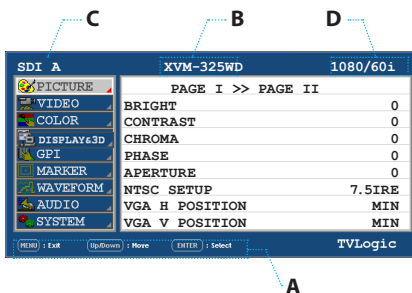 C B D
SDI A XVM-325WD 1080/60i
PICTURE PAGE I >> PAGE II
VIDEO BRIGHT 0
COLOR CONTRAST 0
DISPLAY&3D CHROMA 0
GPI PHASE 0
MARKER APERTURE 0
WAVEFORM NTSC SETUP 7.5IRE
AUDIO VGA H POSITION MIN
SYSTEM VGA V POSITION MIN
MENU : Exit Up/Down : Move ENTER : Select TVLogic
A